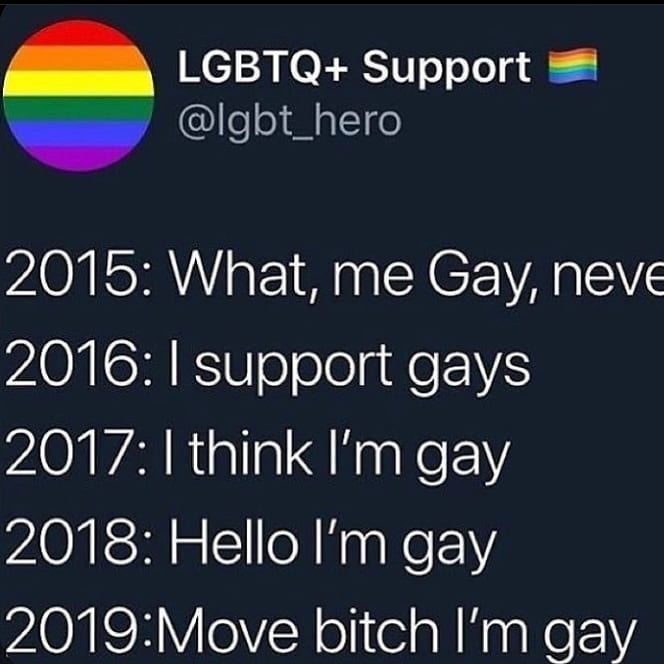 LGBTQ+ Support 🏳️‍🌈
@lgbt_hero
2015: What, me Gay, neve
2016: I support gays
2017: I think I’m gay
2018: Hello I’m gay
2019:Move bitch I’m gay